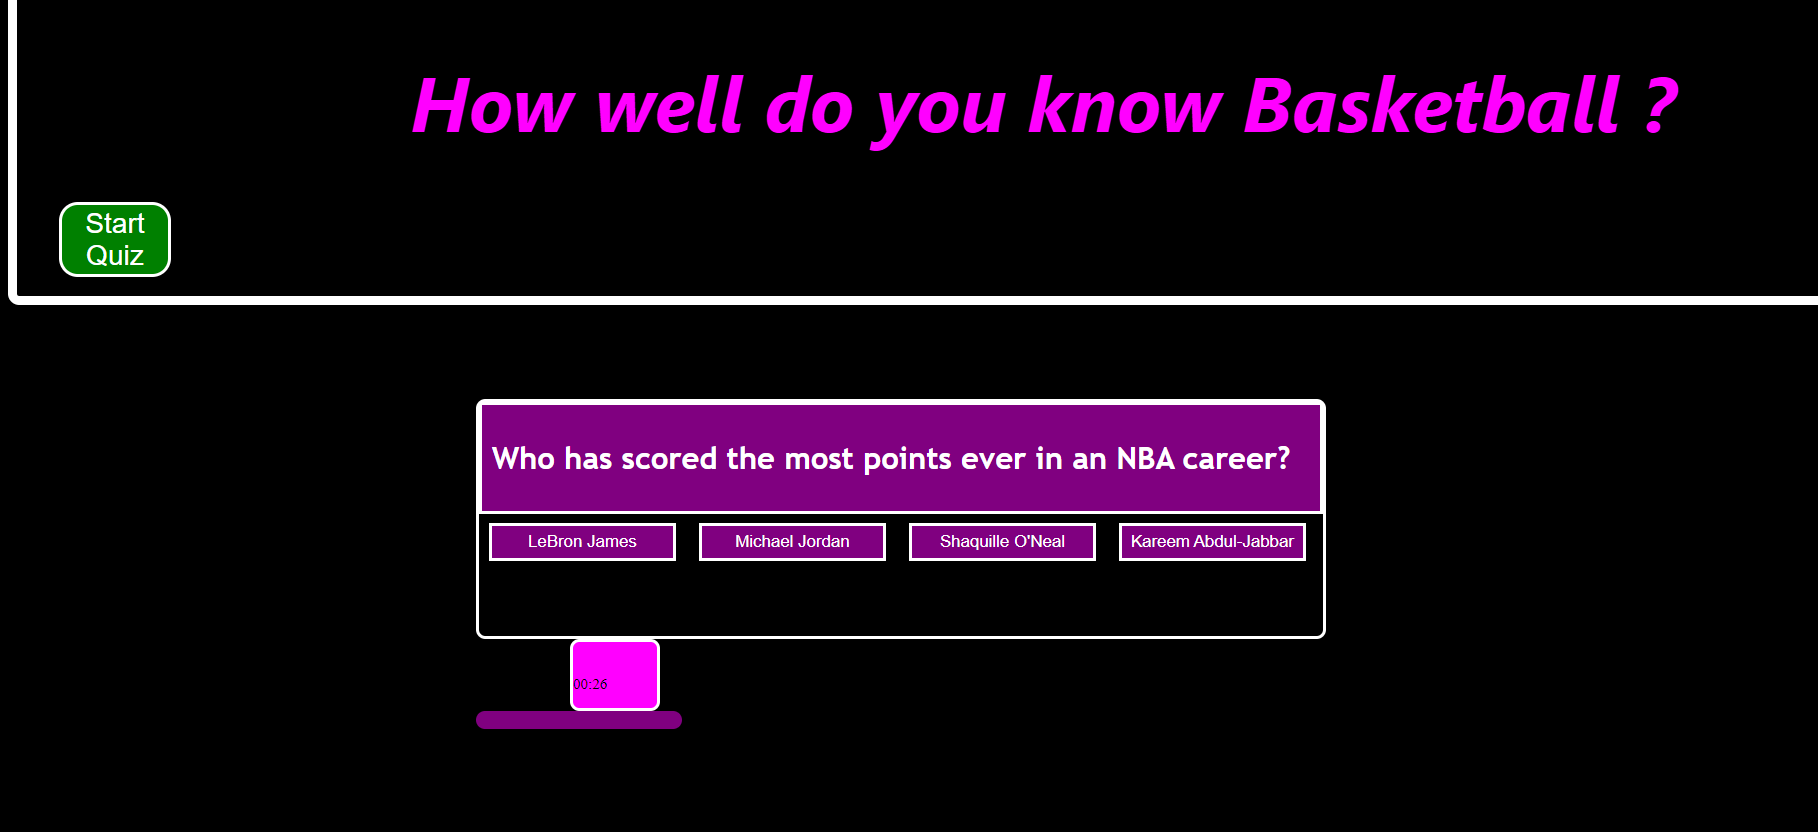 How well do you know Basketball ?
Start
Quiz
Who has scored the most points ever in an NBA career?
LeBron James
Michael Jordan
Shaquille O'Neal
Kareem Abdul-Jabbar
00:26